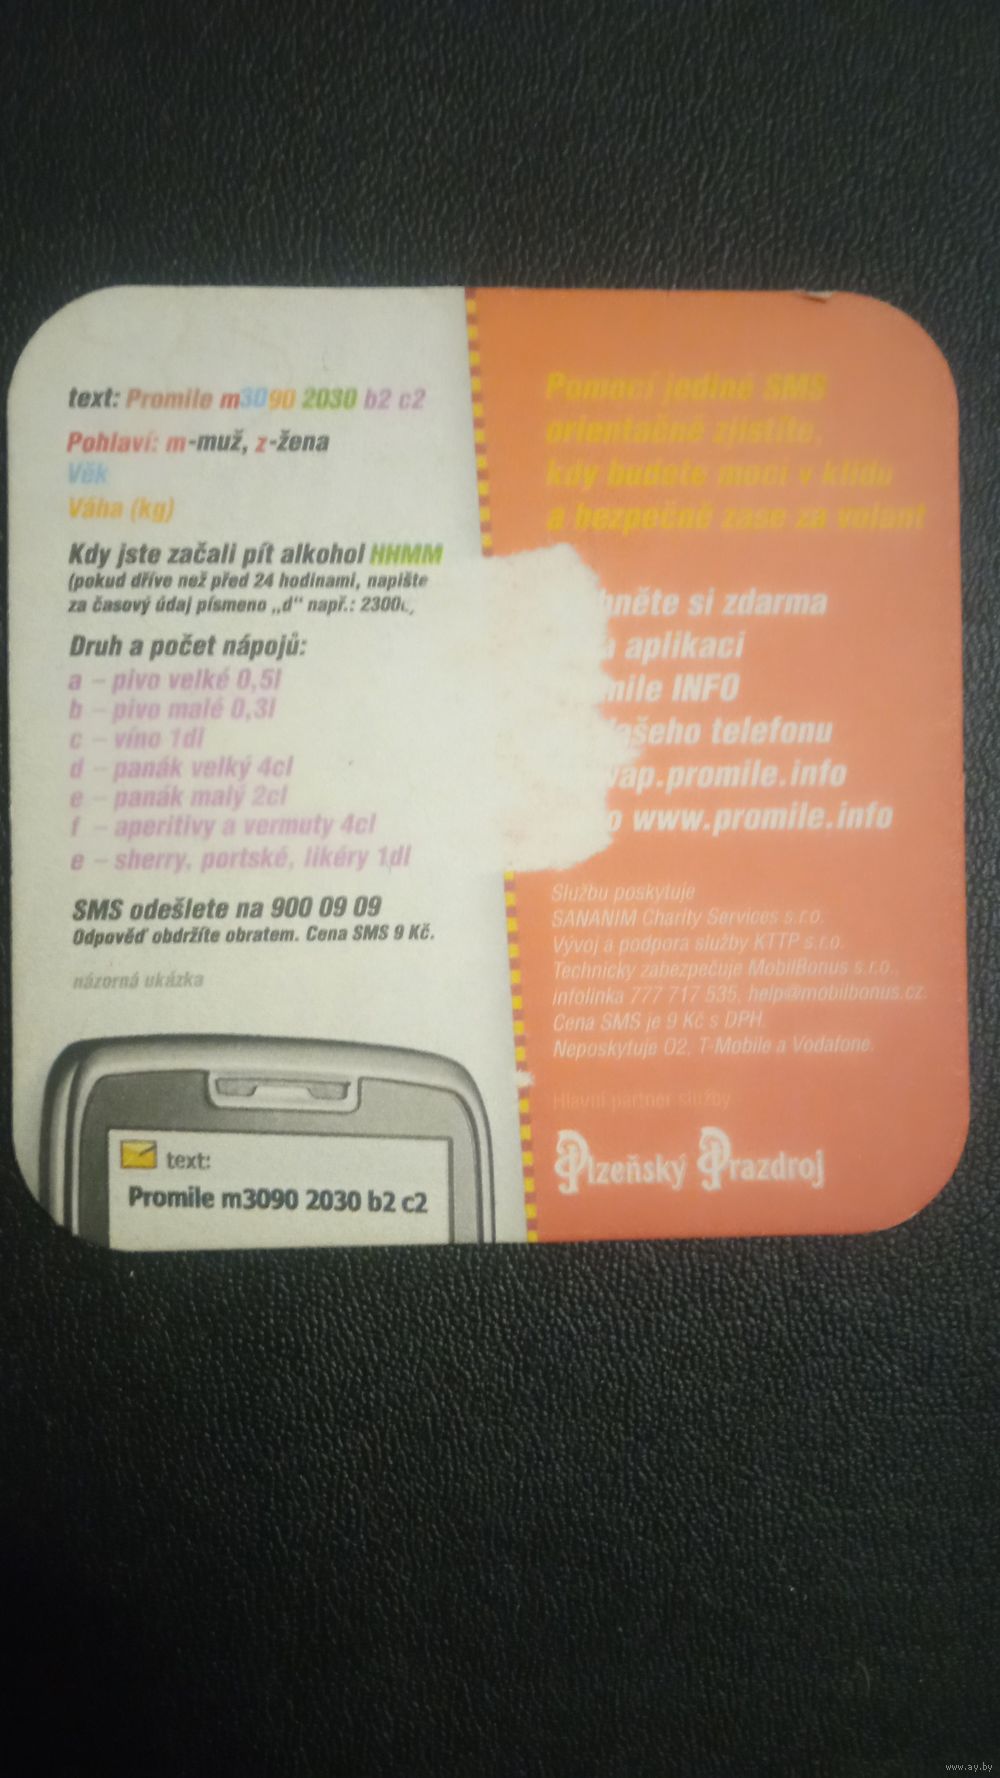 text: Promile m3090 2030 b2 c2
Pohlaví: m-muž, z-žena
Věk
Váha (kg)
Kdy jste začali pít alkohol HHMM
(pokud dříve než před 24 hodinami, napište
za časový údaj písmeno „d“ např.:
Druh a počet nápojů:
a – pivo velké 0,5l
b – pivo malé 0,3l
c – víno 1dl
d – panák velký 4cl
e – panák malý 2cl
f – aperitivy a vermuty 4cl
e – sherry, portské, likéry 1dl
SMS odešlete na 900 09 09
Odpověď obdržíte obratem. Cena SMS 9 Kč.
názorná ukázka
text:
Promile m3090 2030 b2 c2
Pomocí jediné SMS
orientačně zjistíte,
kdy budete moci v klidu
a bezpečně zase za volant
si zdarma
aplikaci
INFO
telefonu
www.promile.info
Službu poskytuje
SANANIM Charity Services s.r.o.
Vývoj a podpora služby KTTP s.r.o.
Technicky zabezpečuje MobilBonus s.r.o.,
infolinka 777 717 535, help@mobilbonus.cz.
Cena SMS je 9 Kč s DPH.
Neposkytuje O2, T-Mobile a Vodafone.
Hlavní partner služby
Plzeňský Prazdroj
www.ay.by